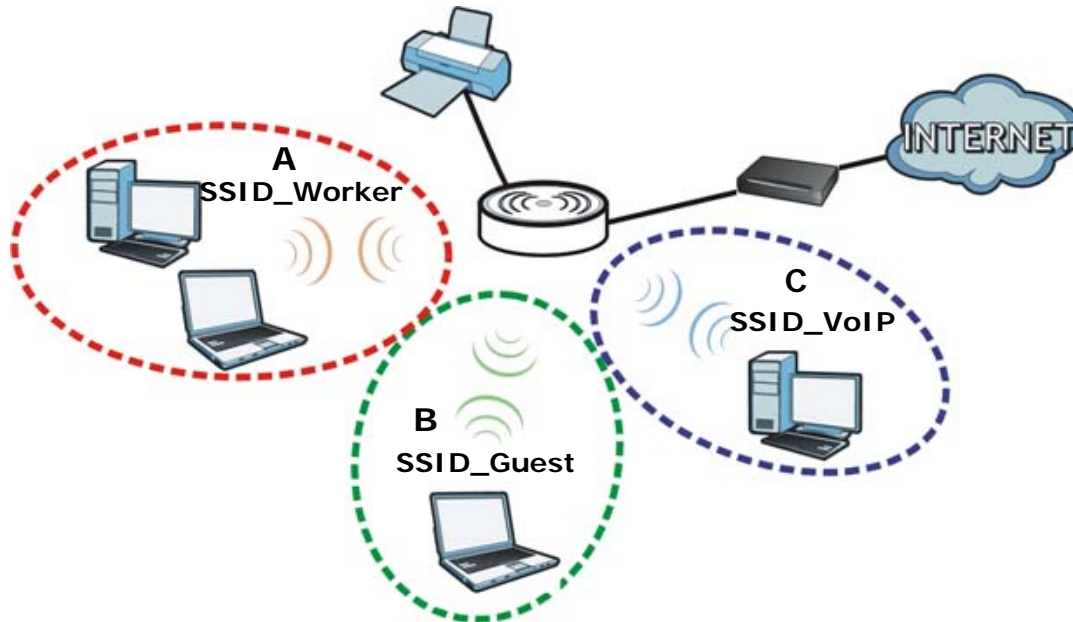 INTERNET
A
SSID_Worker
C
SSID_VoIP
B
SSID_Guest